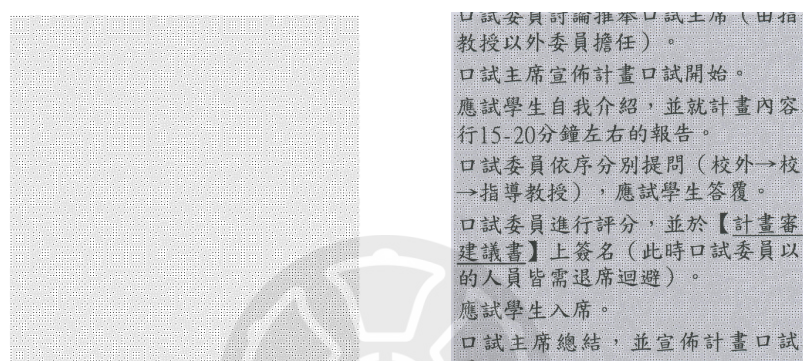 口試委員討論推舉口試主席（由指
教授以外委員擔任）。
口試主席宣佈計畫口試開始。
應試學生自我介紹，並就計畫內容
行15-20分鐘左右的報告。
口試委員依序分別提問（校外→校
→指導教授），應試學生答覆。
口試委員進行評分，並於【計畫審
建議書】上簽名（此時口試委員以
的人員皆需退席迴避）。
應試學生入席。
口試主席總結，並宣佈計畫口試